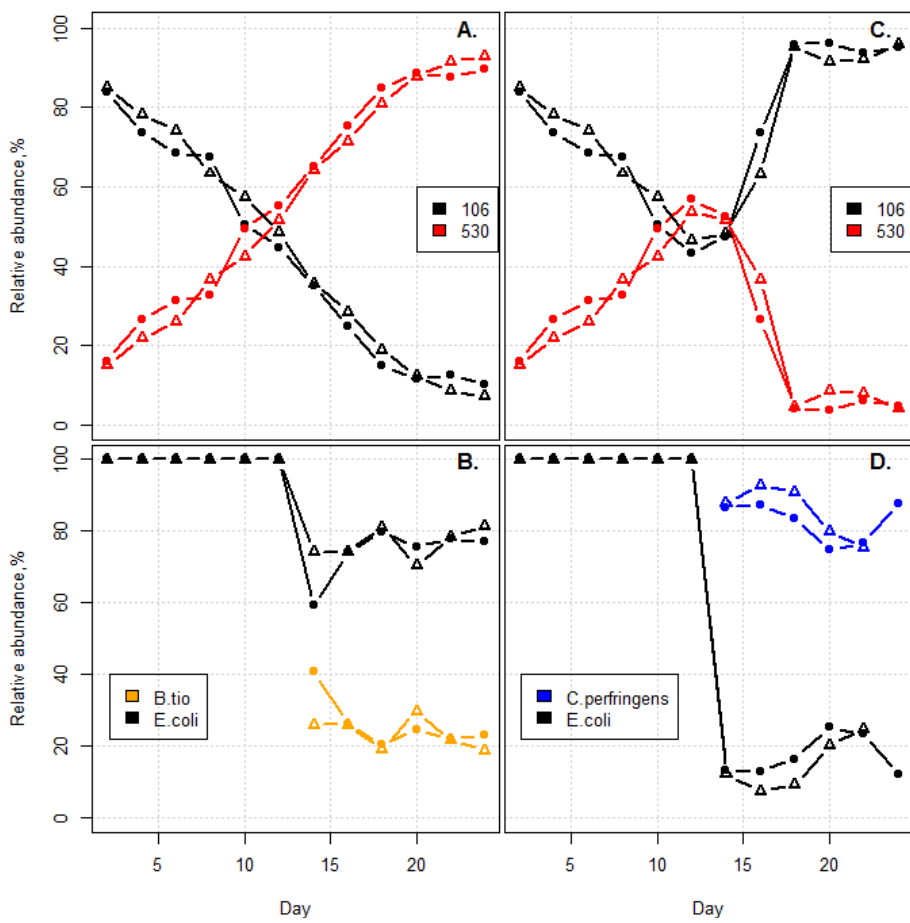 A.
C.
Relative abundance,%
100
80
60
40
20
0
106
530
106
530
B.
D.
Relative abundance,%
100
80
60
40
20
0
B.tio
E.coli
C.perfringens
E.coli
5 10 15 20 5 10 15 20
Day Day